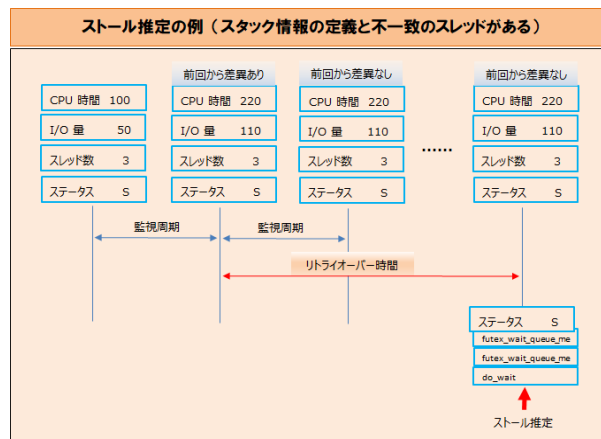 ストール推定の例（スタック情報の定義と不一致のスレッドがある）
前回から差異あり 前回から差異なし 前回から差異なし
CPU 時間 100 CPU 時間 220 CPU 時間 220 CPU 時間 220
I/O 量 50 I/O 量 110 I/O 量 110 I/O 量 110
スレッド数 3 スレッド数 3 スレッド数 3 スレッド数 3
ステータス S ステータス S ステータス S ステータス S
……
監視周期 監視周期
リトライオーバー時間
ステータス S
futex_wait_queue_me
futex_wait_queue_me
do_wait
ストール推定